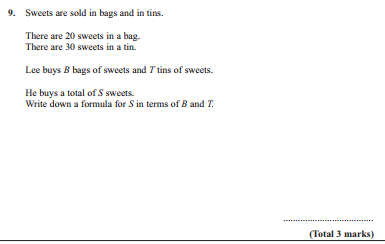 9. Sweets are sold in bags and in tins.
There are 20 sweets in a bag.
There are 30 sweets in a tin.
Lee buys B bags of sweets and T tins of sweets.
He buys a total of S sweets.
Write down a formula for S in terms of B and T.
........................................
(Total 3 marks)